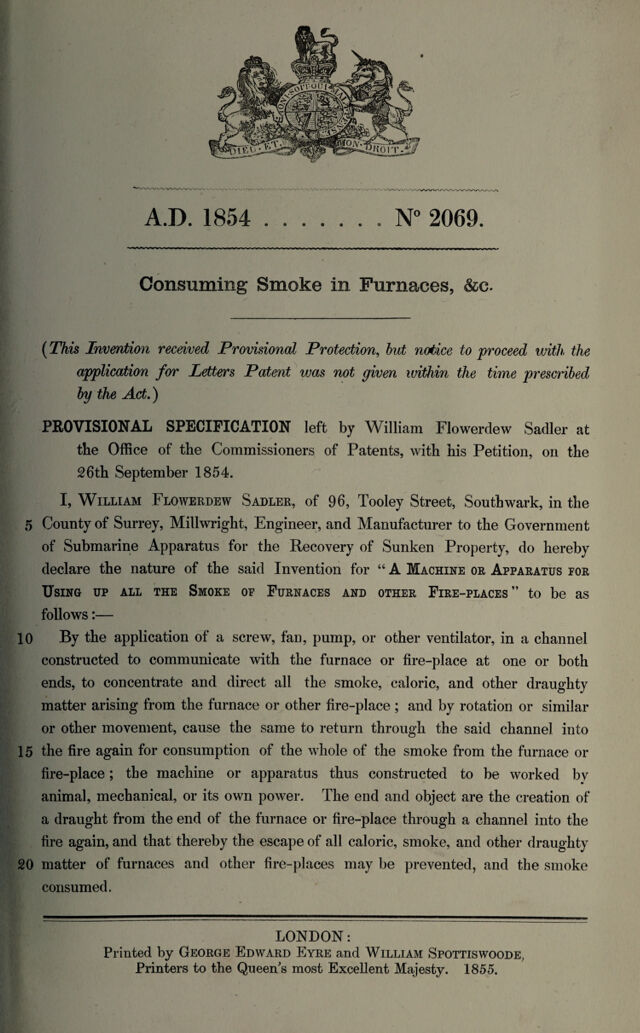 HONI SOIT QUI MAL Y PENSE
DIEU ET MON DROIT.
A.D. 1854 . . . . . . . . Nº 2069.
Consuming Smoke in Furnaces, &c.
(This Invention received Provisional Protection, but notice to proceed with the
application for Letters Patent was not given within the time prescribed
by the Act.)
PROVISIONAL SPECIFICATION left by William Flowerdew Sadler at
the Office of the Commissioners of Patents, with his Petition, on the
26th September 1854.
I, WILLIAM FLOWERDEW SADLER, of 96, Tooley Street, Southwark, in the
5 County of Surrey, Millwright, Engineer, and Manufacturer to the Government
of Submarine Apparatus for the Recovery of Sunken Property, do hereby
declare the nature of the said Invention for "A MACHINE OR APPARATUS FOR
USING UP ALL THE SMOKE OF FURNACES AND OTHER FIRE-PLACES" to be as
follows:—
10 By the application of a screw, fan, pump, or other ventilator, in a channel
constructed to communicate with the furnace or fire-place at one or both
ends, to concentrate and direct all the smoke, caloric, and other draughty
matter arising from the furnace or other fire-place; and by rotation or similar
or other movement, cause the same to return through the said channel into
15 the fire again for consumption of the whole of the smoke from the furnace or
fire-place; the machine or apparatus thus constructed to be worked by
animal, mechanical, or its own power. The end and object are the creation of
a draught from the end of the furnace or fire-place through a channel into the
fire again, and that thereby the escape of all caloric, smoke, and other draughty
20 matter of furnaces and other fire-places may be prevented, and the smoke
consumed.
LONDON:
Printed by GEORGE EDWARD EYRE and WILLIAM SPOTTISWOODE,
Printers to the Queen's most Excellent Majesty. 1855.